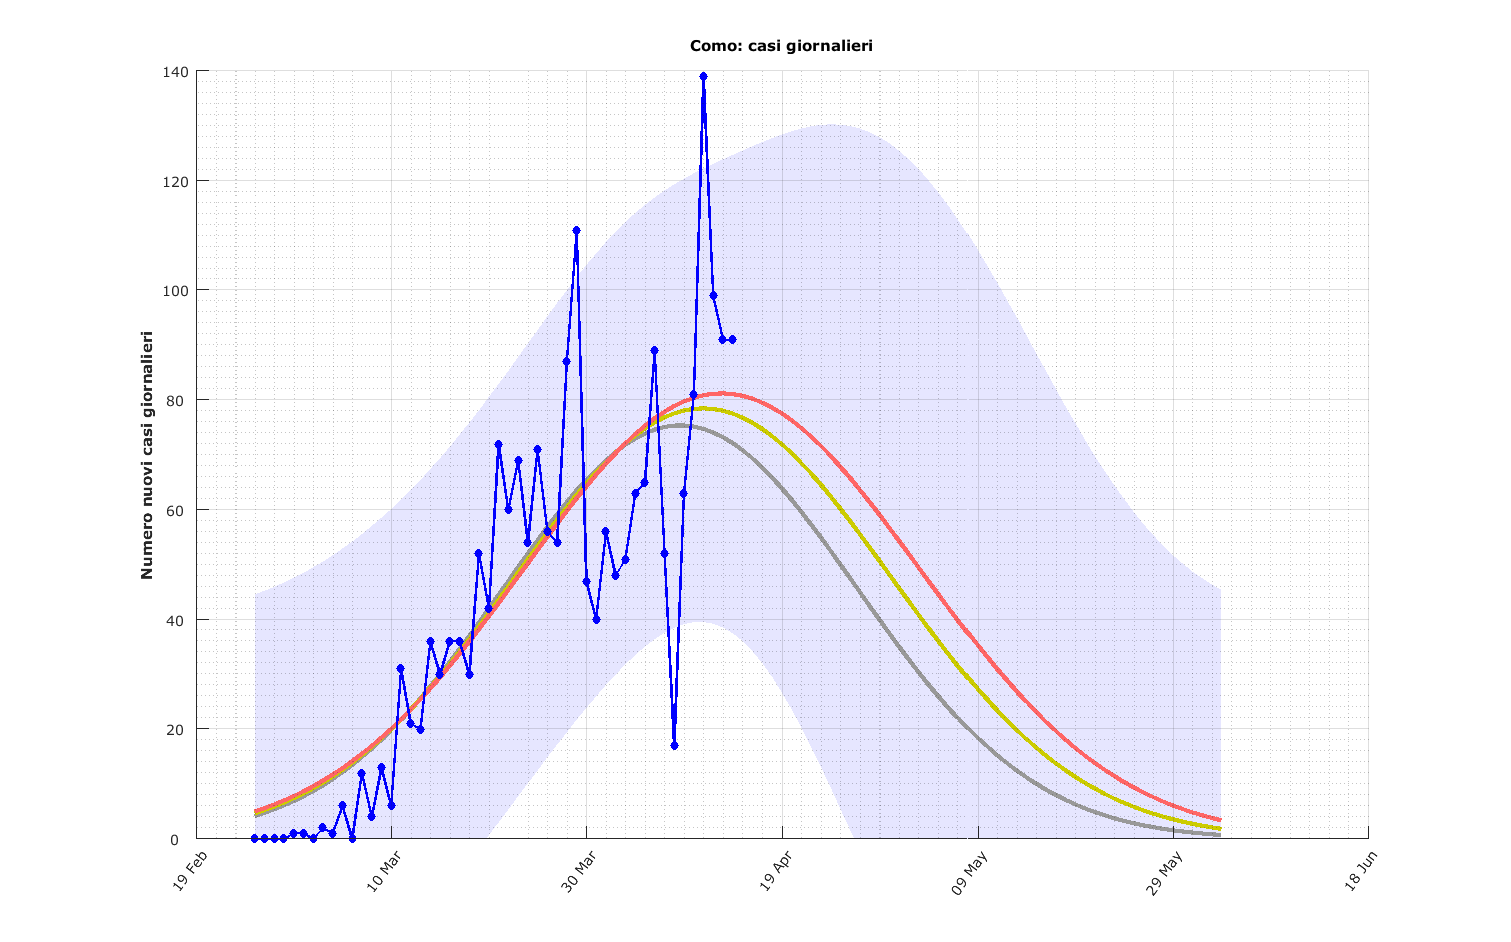 Como: casi giornalieri
Numero nuovi casi giornalieri
140
120
100
80
60
40
20
0
19 Feb
10 Mar
30 Mar
19 Apr
09 May
29 May
18 Jun